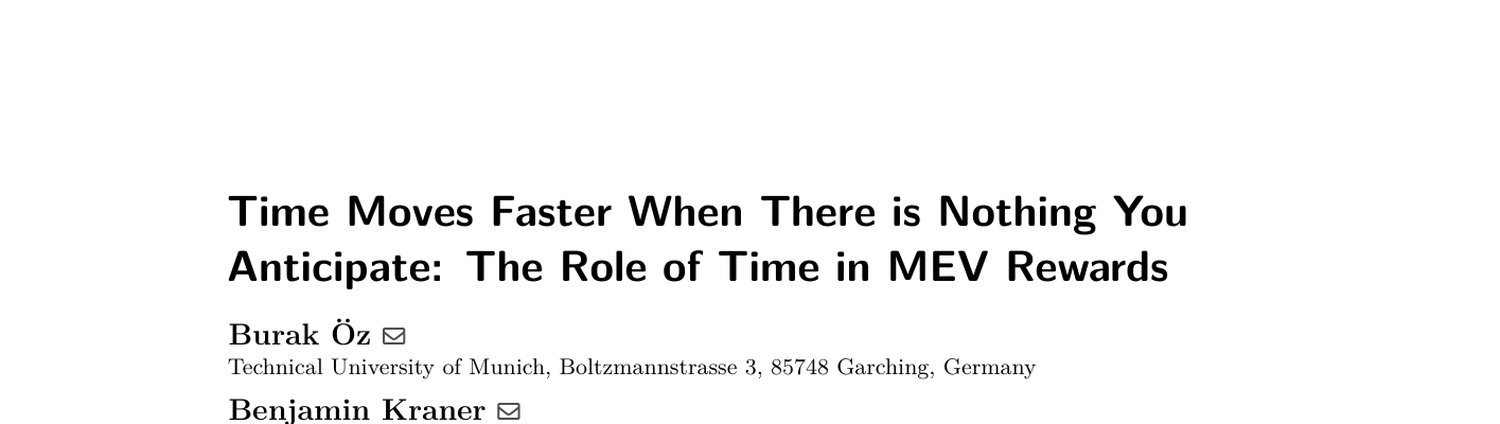 Time Moves Faster When There is Nothing You
Anticipate: The Role of Time in MEV Rewards
Burak Öz
Technical University of Munich, Boltzmannstrasse 3, 85748 Garching, Germany
Benjamin Kraner